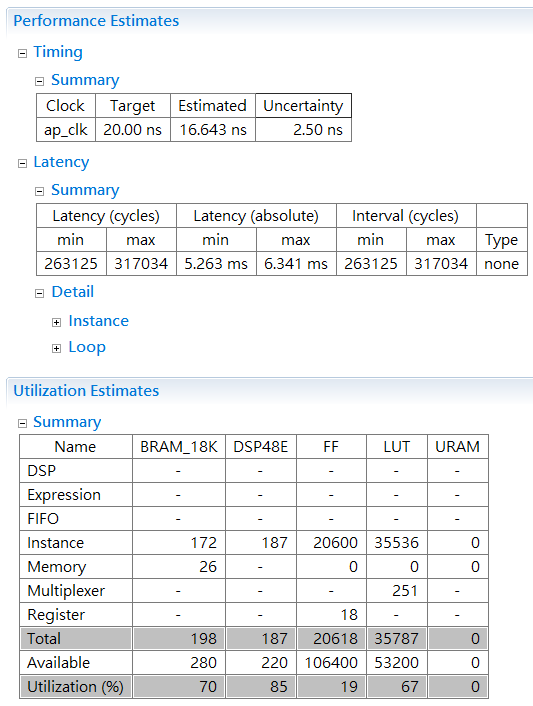 Performance Estimates
Timing
Summary
Clock Target Estimated Uncertainty
ap_clk 20.00 ns 16.643 ns 2.50 ns
Latency
Summary
Latency (cycles) Latency (absolute) Interval (cycles)
min max min max min max Type
263125 317034 5.263 ms 6.341 ms 263125 317034 none
Detail
Instance
Loop
Utilization Estimates
Summary
Name BRAM_18K DSP48E FF LUT URAM
DSP - - - - -
Expression - - - - -
FIFO - - - - -
Instance 172 187 20600 35536 0
Memory 26 - 0 0 0
Multiplexer - - - 251 -
Register - - 18 - -
Total 198 187 20618 35787 0
Available 280 220 106400 53200 0
Utilization (%) 70 85 19 67 0